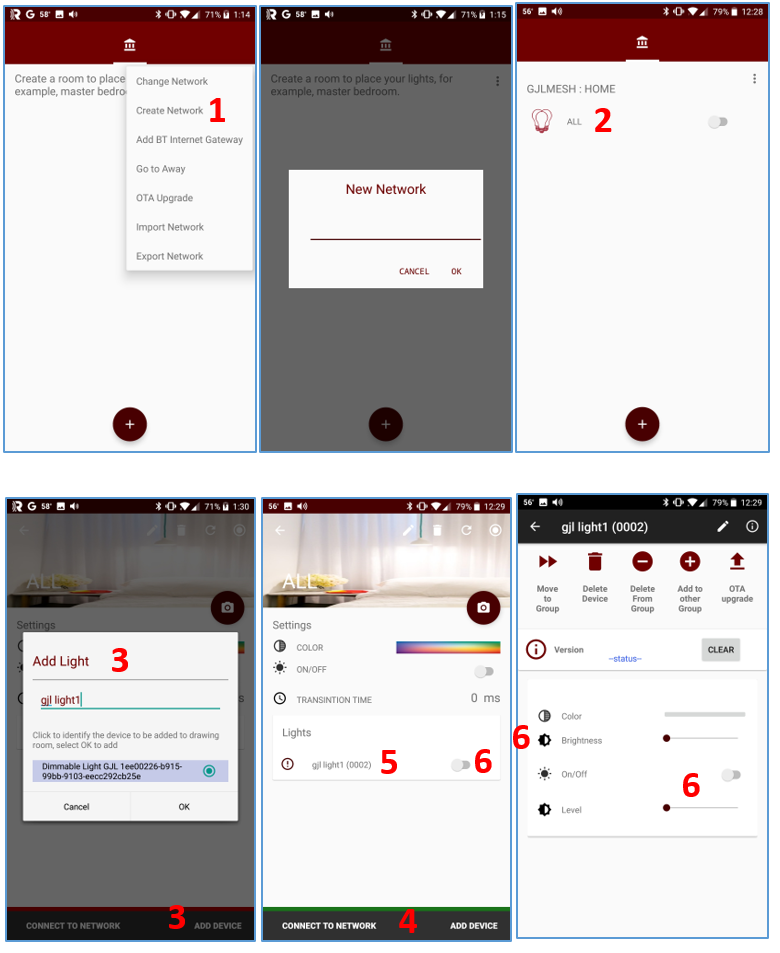 58° 71% 1:14
Create a room to place
example, master bedro
Change Network
Create Network 1
Add BT Internet Gateway
Go to Away
OTA Upgrade
Import Network
Export Network
+
58° 71% 1:15
Create a room to place your lights, for
example, master bedroom.
New Network
CANCEL OK
+
56° 79% 12:28
GJLMESH : HOME
ALL 2
+
58° 71% 1:30
ALL
Settings
Add Light 3
gjl light1
Click to identify the device to be added to drawing
room, select OK to add
Dimmable Light GJL 1ee00226-b915-
99bb-9103-eecc292cb25e
Cancel OK
s
CONNECT TO NETWORK 3 ADD DEVICE
56° 79% 12:29
ALL
Settings
COLOR
ON/OFF
TRANSINTION TIME 0 ms
Lights
gjl light1 (0002) 5 6
CONNECT TO NETWORK 4 ADD DEVICE
56° 79% 12:29
gjl light1 (0002)
Move
to
Group
Delete
Device
Delete
From
Group
Add to
other
Group
OTA
upgrade
Version --status-- CLEAR
Color
6 Brightness
On/Off 6
Level